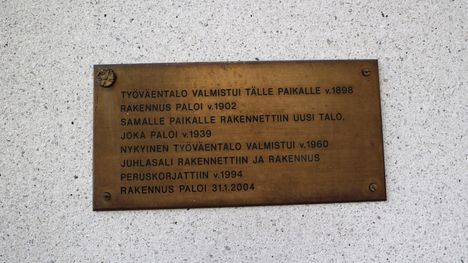 TYÖVÄENTALO VALMISTUI TÄLLE PAIKALLE v.1898
RAKENNUS PALOI v.1902
SAMALLE PAIKALLE RAKENNETTIIN UUSI TALO,
JOKA PALOI v.1939
NYKYINEN TYÖVÄENTALO VALMISTUI v.1960
JUHLASALI RAKENNETTIIN JA RAKENNUS
PERUSKORJATTIIN v.1994
RAKENNUS PALOI 31.1.2004